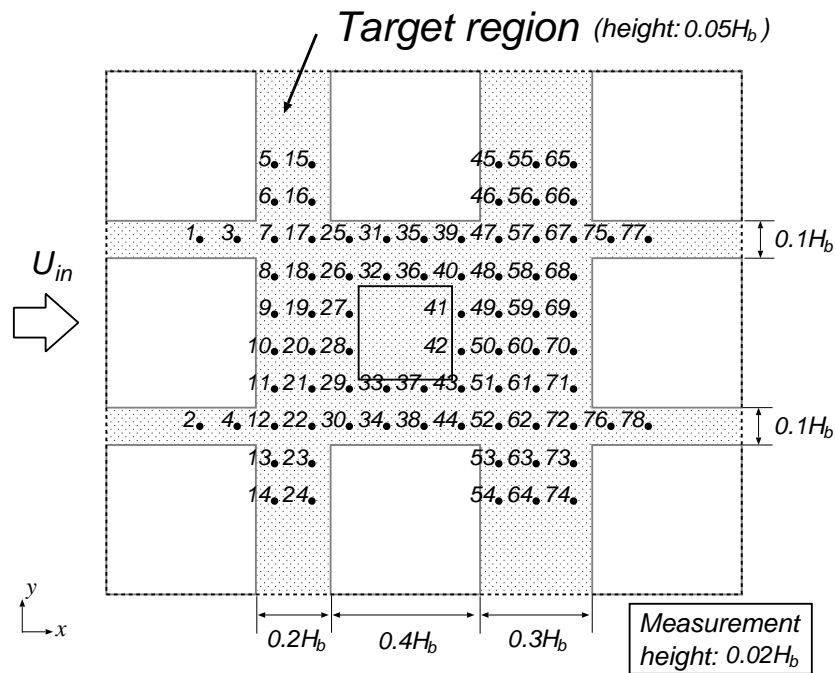 Target region (height: 0.05Hb)
5 15 45 55 65
6 16 46 56 66
1 3 7 17 25 31 35 39 47 57 67 75 77
0.1Hb
Uin
8 18 26 32 36 40 48 58 68
9 19 27 41 49 59 69
10 20 28 42 50 60 70
11 21 29 33 37 43 51 61 71
2 4 12 22 30 34 38 44 52 62 72 76 78
0.1Hb
13 23 53 63 73
14 24 54 64 74
y
x
0.2Hb 0.4Hb 0.3Hb
Measurement
height: 0.02Hb